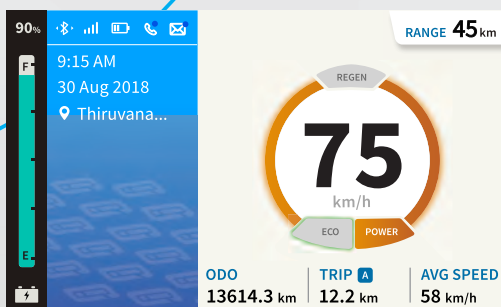 90%
F
E
9:15 AM
30 Aug 2018
Thiruvana...
RANGE 45 km
REGEN
75
km/h
ECO
POWER
ODO
13614.3 km
TRIP A
12.2 km
AVG SPEED
58 km/h